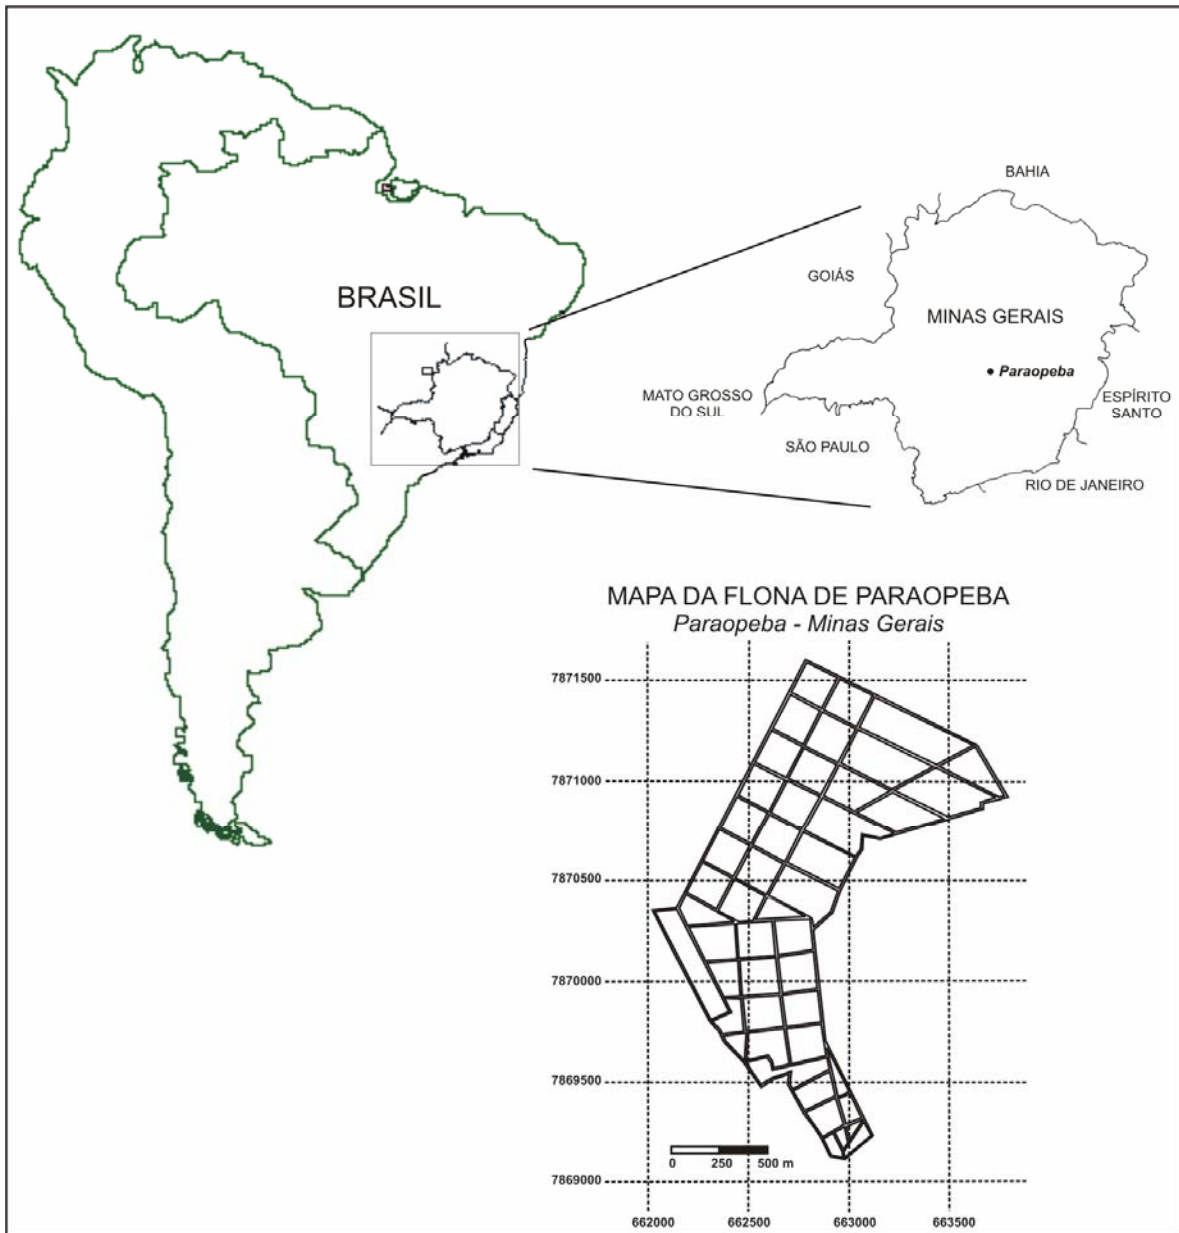 BRASIL
BAHIA
GOIÁS
MINAS GERAIS
Paraopeba
MATO GROSSO
DO SUL
ESPÍRITO
SANTO
SÃO PAULO
RIO DE JANEIRO
MAPA DA FLONA DE PARAOPEBA
Paraopeba - Minas Gerais
7871500
7871000
7870500
7870000
7869500
7869000
0 250 500 m
662000 662500 663000 663500